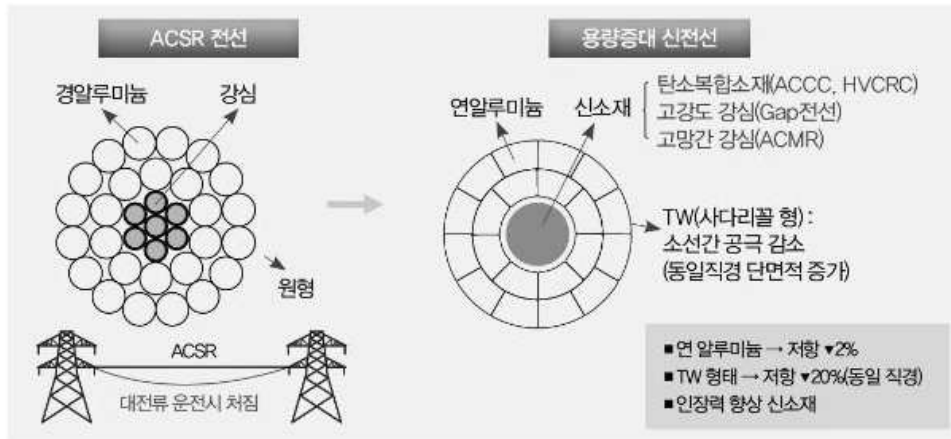 ACSR 전선
경알루미늄
강심
원형
ACSR
대전류 운전시 처짐
용량증대 신전선
연알루미늄
신소재
탄소복합소재(ACCC, HVCRC)
고강도 강심(Gap전선)
고망간 강심(ACMR)
TW(사다리꼴 형) :
소선간 공극 감소
(동일직경 단면적 증가)
■ 연 알루미늄 → 저항 ▼2%
■ TW 형태 → 저항 ▼20%(동일 직경)
■ 인장력 향상 신소재